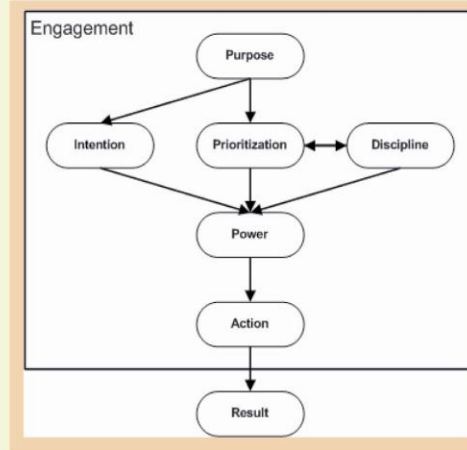 Engagement
Purpose
Intention
Prioritization
Discipline
Power
Action
Result